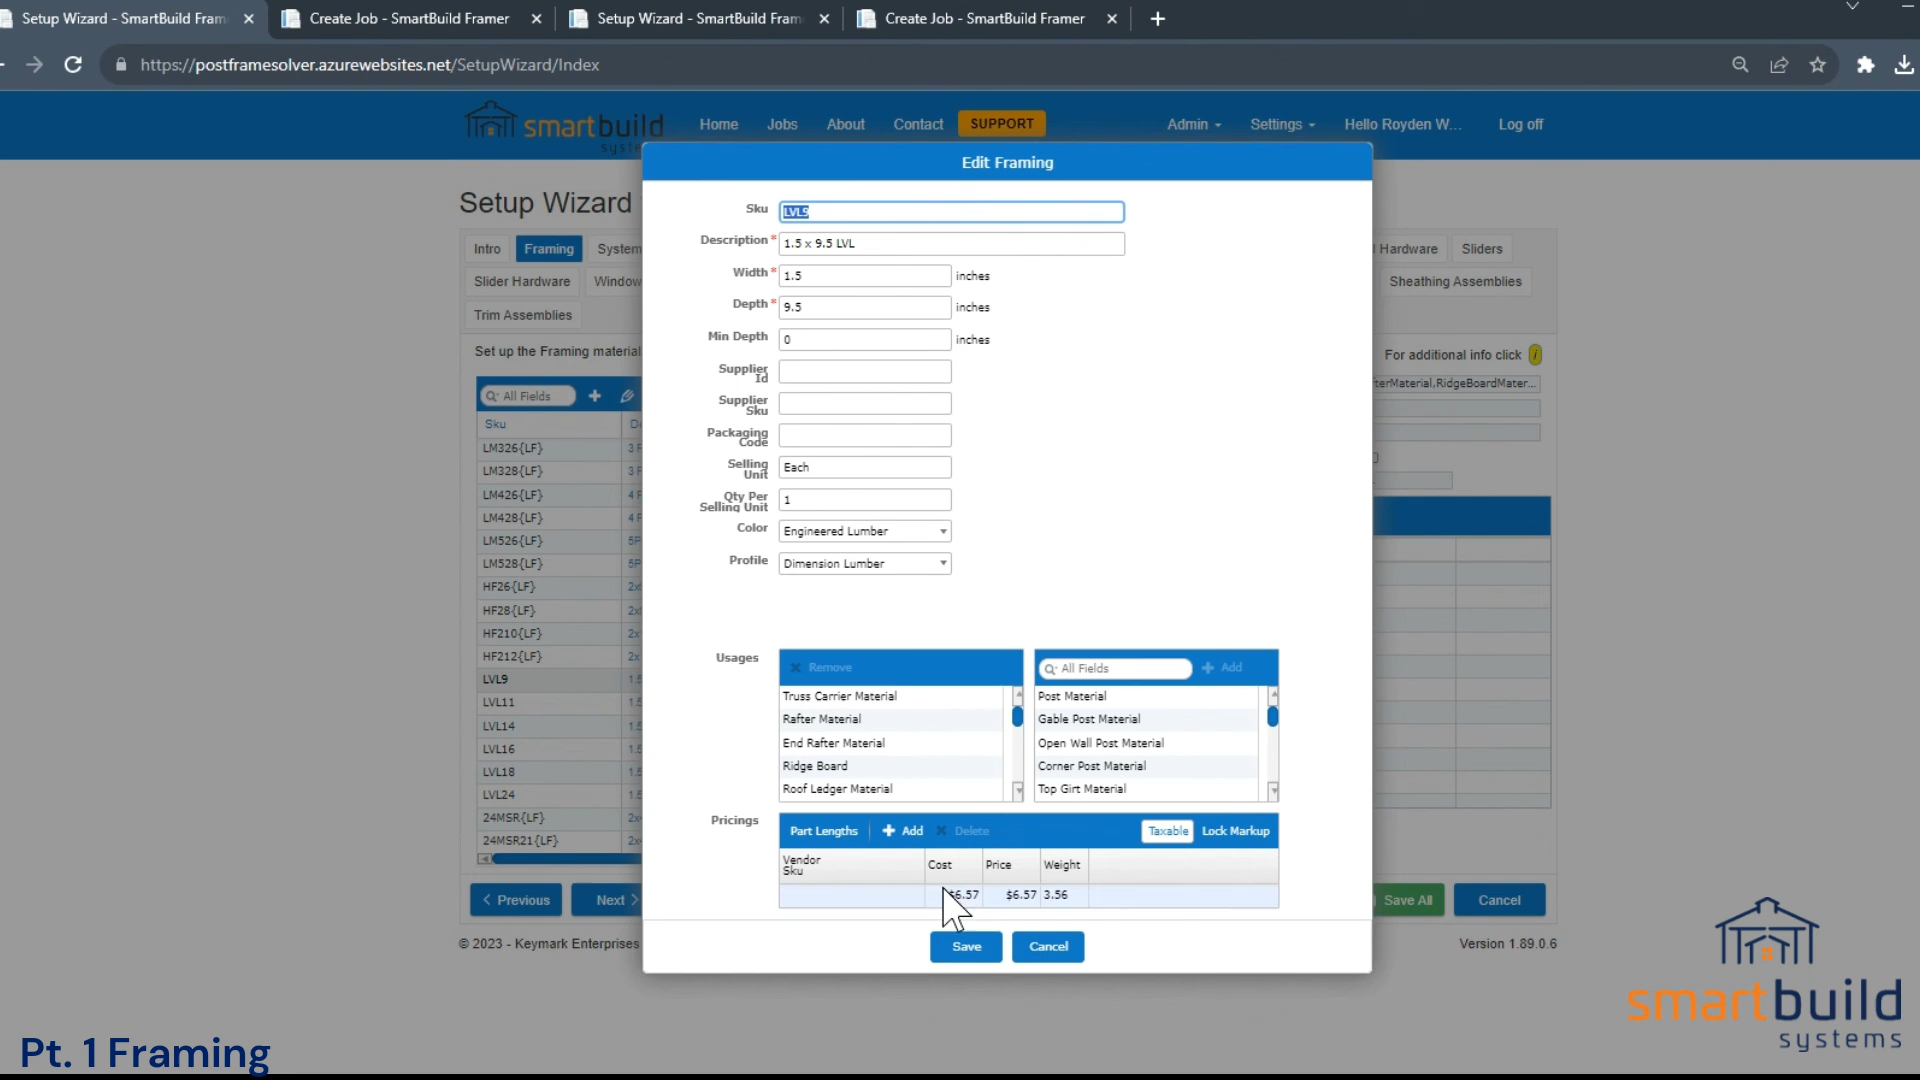 Setup Wizard - SmartBuild Fram
Create Job - SmartBuild Framer
Setup Wizard - SmartBuild Fram
Create Job - SmartBuild Framer
https://postframesolver.azurewebsites.net/SetupWizard/Index
smartbuild
systems
Home
Jobs
About
Contact
SUPPORT
Admin
Settings
Hello Royden W...
Log off
Edit Framing
Setup Wizard
Intro
Framing
System
Hardware
Sliders
Slider Hardware
Window
Sheathing Assemblies
Trim Assemblies
Set up the Framing material
For additional info click
terMaterial,RidgeBoardMater...
All Fields
Sku
LM326{LF}
LM328{LF}
LM426{LF}
LM428{LF}
LM526{LF}
LM528{LF}
HF26{LF}
HF28{LF}
HF210{LF}
HF212{LF}
LVL9
LVL11
LVL14
LVL16
LVL18
LVL24
24MSR{LF}
24MSR21{LF}
Sku LVL9
Description* 1.5 x 9.5 LVL
Width* 1.5 inches
Depth* 9.5 inches
Min Depth 0 inches
Supplier Id
Supplier Sku
Packaging Code
Selling Unit Each
Qty Per Selling Unit 1
Color Engineered Lumber
Profile Dimension Lumber
Usages
Remove
Truss Carrier Material
Rafter Material
End Rafter Material
Ridge Board
Roof Ledger Material
All Fields
Add
Post Material
Gable Post Material
Open Wall Post Material
Corner Post Material
Top Girt Material
Pricings
Part Lengths
Add
Delete
Taxable
Lock Markup
Vendor Sku
Cost
Price
Weight
$6.57
$6.57
3.56
Save
Cancel
Previous
Next
Save All
Cancel
© 2023 - Keymark Enterprises
Version 1.89.0.6
smartbuild
systems
Pt. 1 Framing